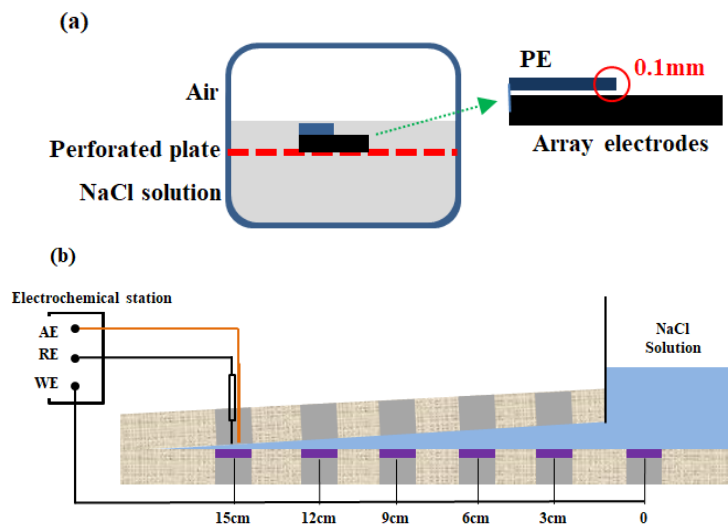 (a)
Air
Perforated plate
NaCl solution
PE
0.1mm
Array electrodes
(b)
Electrochemical station
AE
RE
WE
NaCl
Solution
15cm 12cm 9cm 6cm 3cm 0